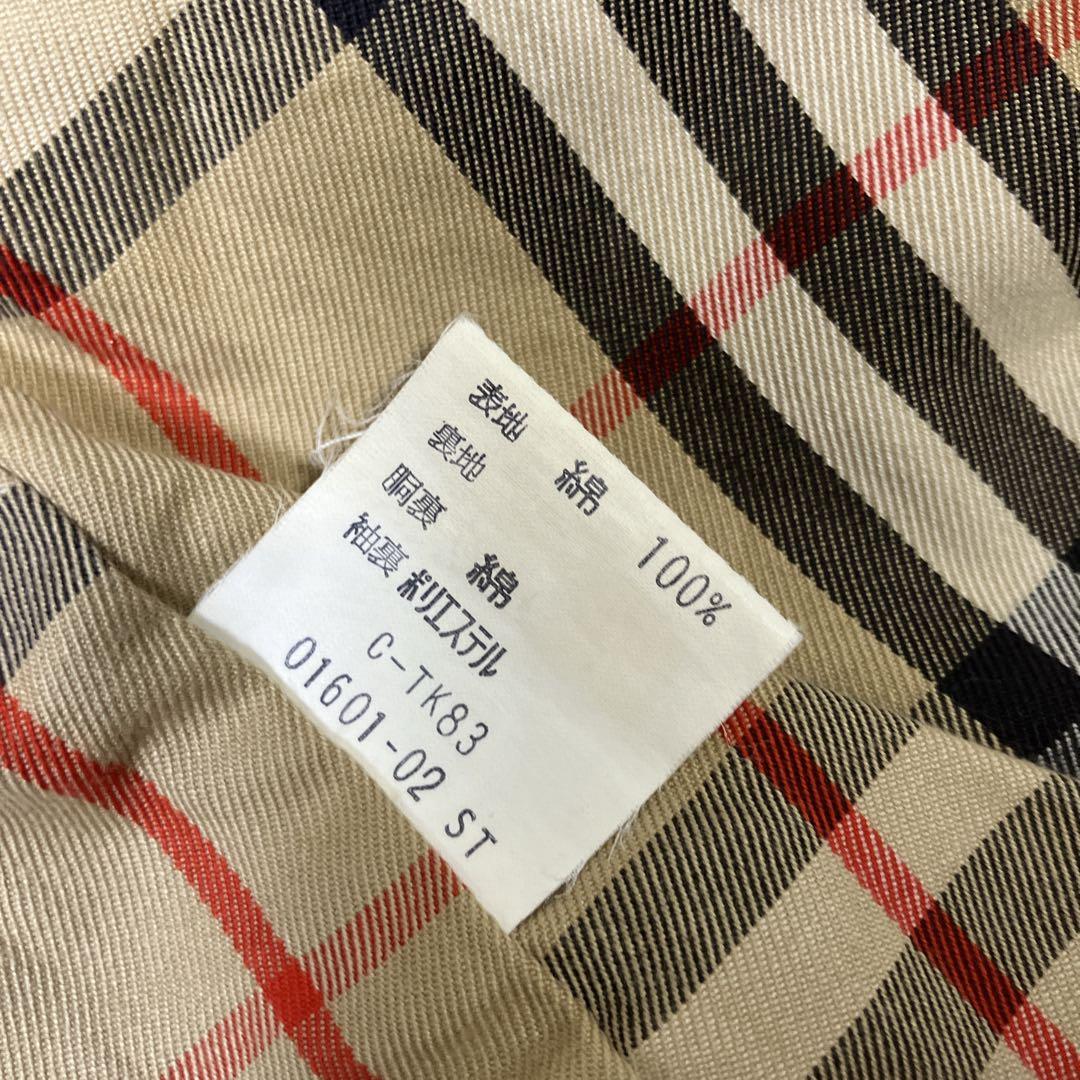 表地 綿 100%
裏地
胴裏 綿
袖裏 ポリエステル
C-TK83
01601-02 ST